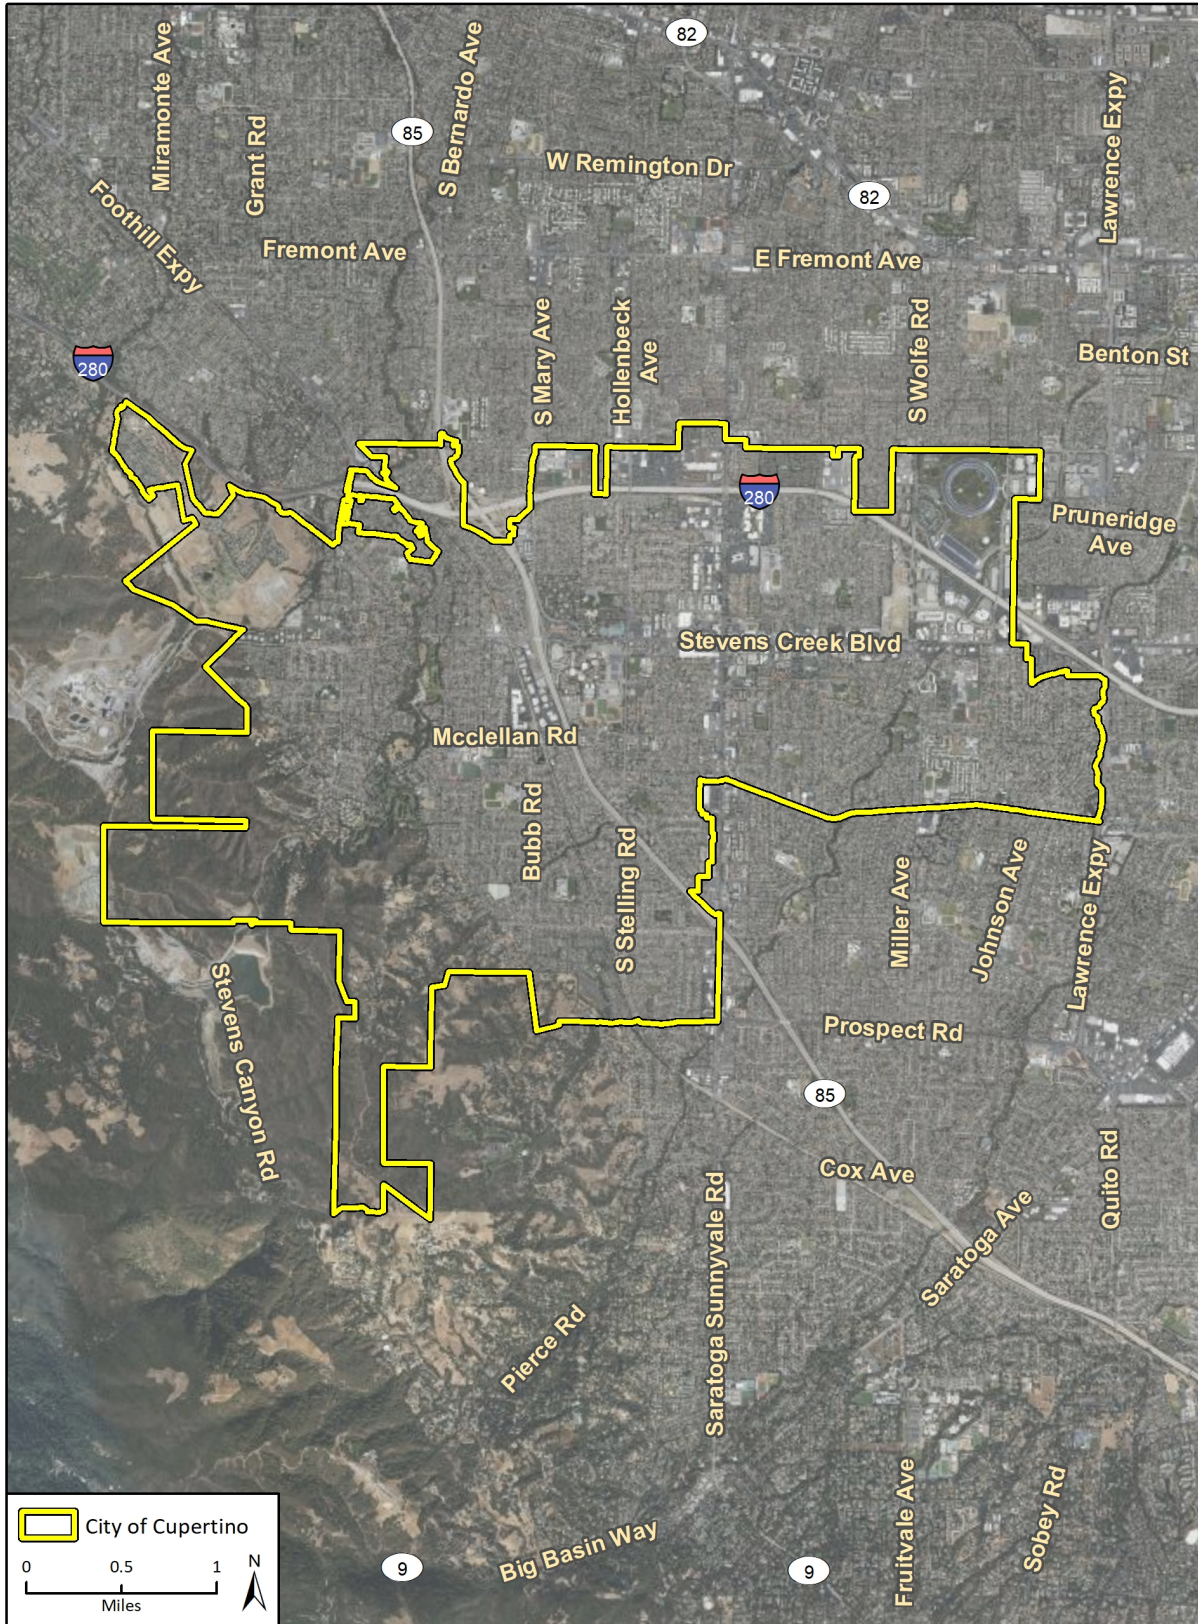 82
Miramonte Ave
S Bernardo Ave
Grant Rd
85
Lawrence Expy
W Remington Dr
82
Foothill Expy
Fremont Ave
E Fremont Ave
S Mary Ave
Hollenbeck
Ave
S Wolfe Rd
Benton St
280
280
Pruneridge
Ave
Stevens Creek Blvd
Mcclellan Rd
Bubb Rd
S Stelling Rd
Miller Ave
Johnson Ave
Lawrence Expy
Stevens Canyon Rd
Prospect Rd
85
Cox Ave
Quito Rd
Saratoga Sunnyvale Rd
Saratoga Ave
Pierce Rd
Fruitvale Ave
Sobey Rd
Big Basin Way
9
9
City of Cupertino
0 0.5 1
Miles
N